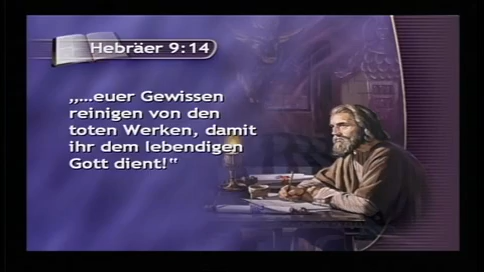 Hebräer 9:14
„...euer Gewissen
reinigen von den
toten Werken, damit
ihr dem lebendigen
Gott dient!“